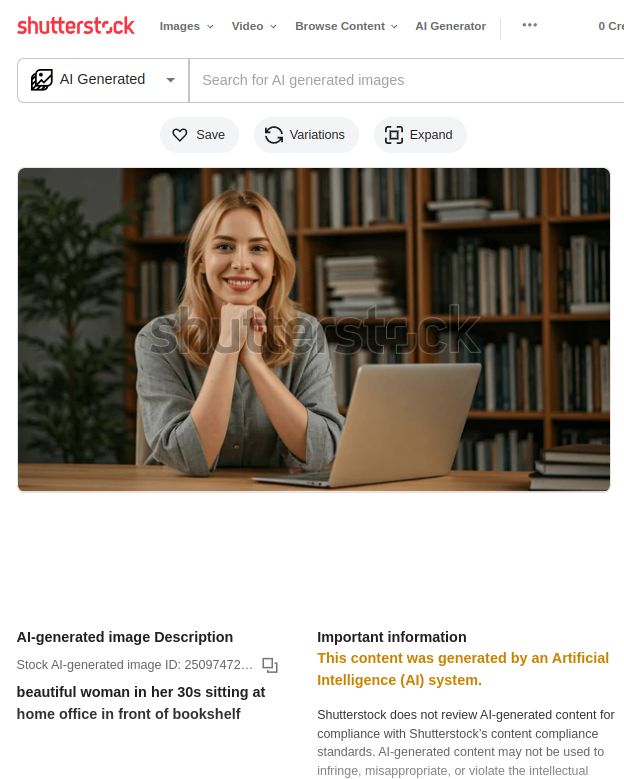 shutterstock
Images Video Browse Content AI Generator ••• 0 Cre
AI Generated Search for AI generated images
Save Variations Expand
shutterstock
AI-generated image Description
Stock AI-generated image ID: 25097472…
beautiful woman in her 30s sitting at
home office in front of bookshelf
Important information
This content was generated by an Artificial
Intelligence (AI) system.
Shutterstock does not review AI-generated content for
compliance with Shutterstock’s content compliance
standards. AI-generated content may not be used to
infringe, misappropriate, or violate the intellectual